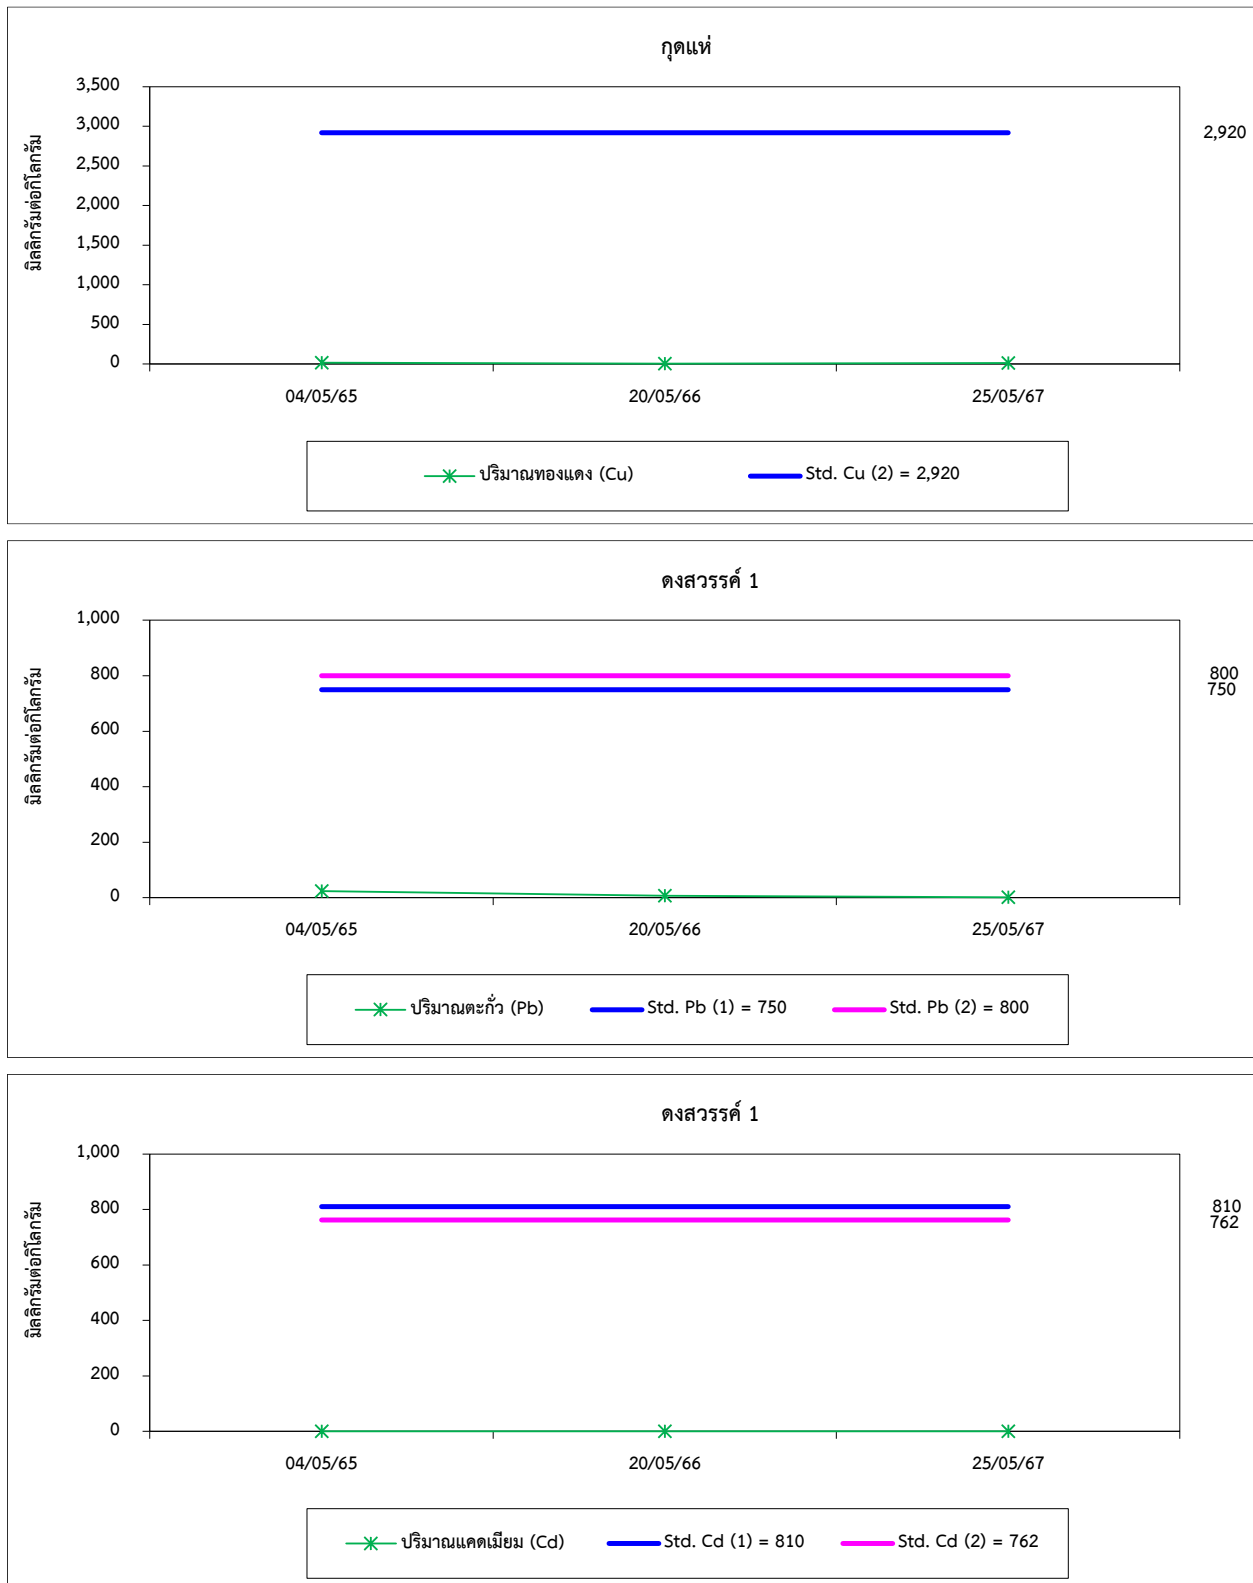 กุดแห่
3,500
3,000
2,500
2,000
1,500
1,000
500
0
มิลลิกรัมต่อกิโลกรัม
2,920
04/05/65 20/05/66 25/05/67
ปริมาณทองแดง (Cu) Std. Cu (2) = 2,920
ดงสวรรค์ 1
1,000
800
600
400
200
0
มิลลิกรัมต่อกิโลกรัม
800
750
04/05/65 20/05/66 25/05/67
ปริมาณตะกั่ว (Pb) Std. Pb (1) = 750 Std. Pb (2) = 800
ดงสวรรค์ 1
1,000
800
600
400
200
0
มิลลิกรัมต่อกิโลกรัม
810
762
04/05/65 20/05/66 25/05/67
ปริมาณแคดเมียม (Cd) Std. Cd (1) = 810 Std. Cd (2) = 762